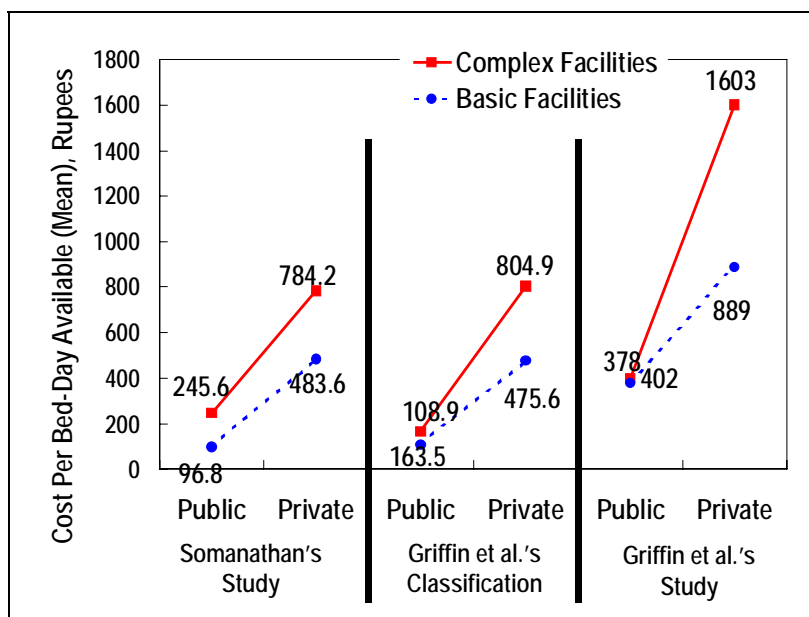 Cost Per Bed-Day Available (Mean), Rupees
1800
1600
1400
1200
1000
800
600
400
200
0
Complex Facilities
Basic Facilities
245.6
96.8
784.2
483.6
108.9
163.5
804.9
475.6
378
402
1603
889
Public Private Public Private Public Private
Somanathan's
Study
Griffin et al.'s
Classification
Griffin et al.'s
Study